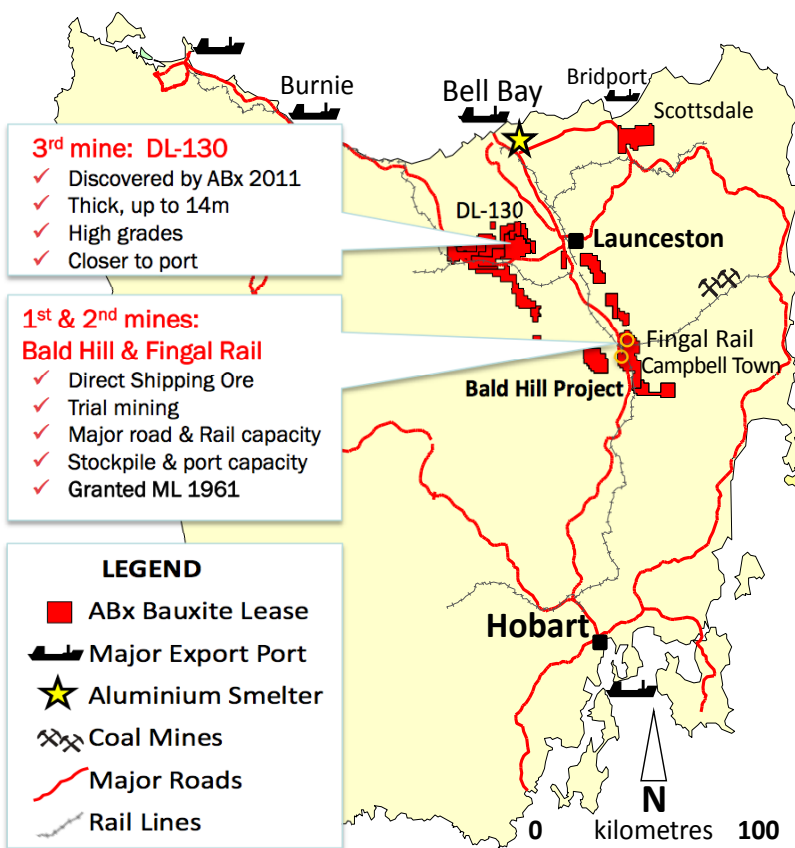 Burnie
Bell Bay
Bridport
Scottsdale
3rd mine: DL-130
✓ Discovered by ABx 2011
✓ Thick, up to 14m
✓ High grades
✓ Closer to port
DL-130
Launceston
1st & 2nd mines:
Bald Hill & Fingal Rail
✓ Direct Shipping Ore
✓ Trial mining
✓ Major road & Rail capacity
✓ Stockpile & port capacity
✓ Granted ML 1961
Fingal Rail
Campbell Town
Bald Hill Project
LEGEND
ABx Bauxite Lease
Major Export Port
Aluminium Smelter
Coal Mines
Major Roads
Rail Lines
Hobart
N
0 kilometres 100